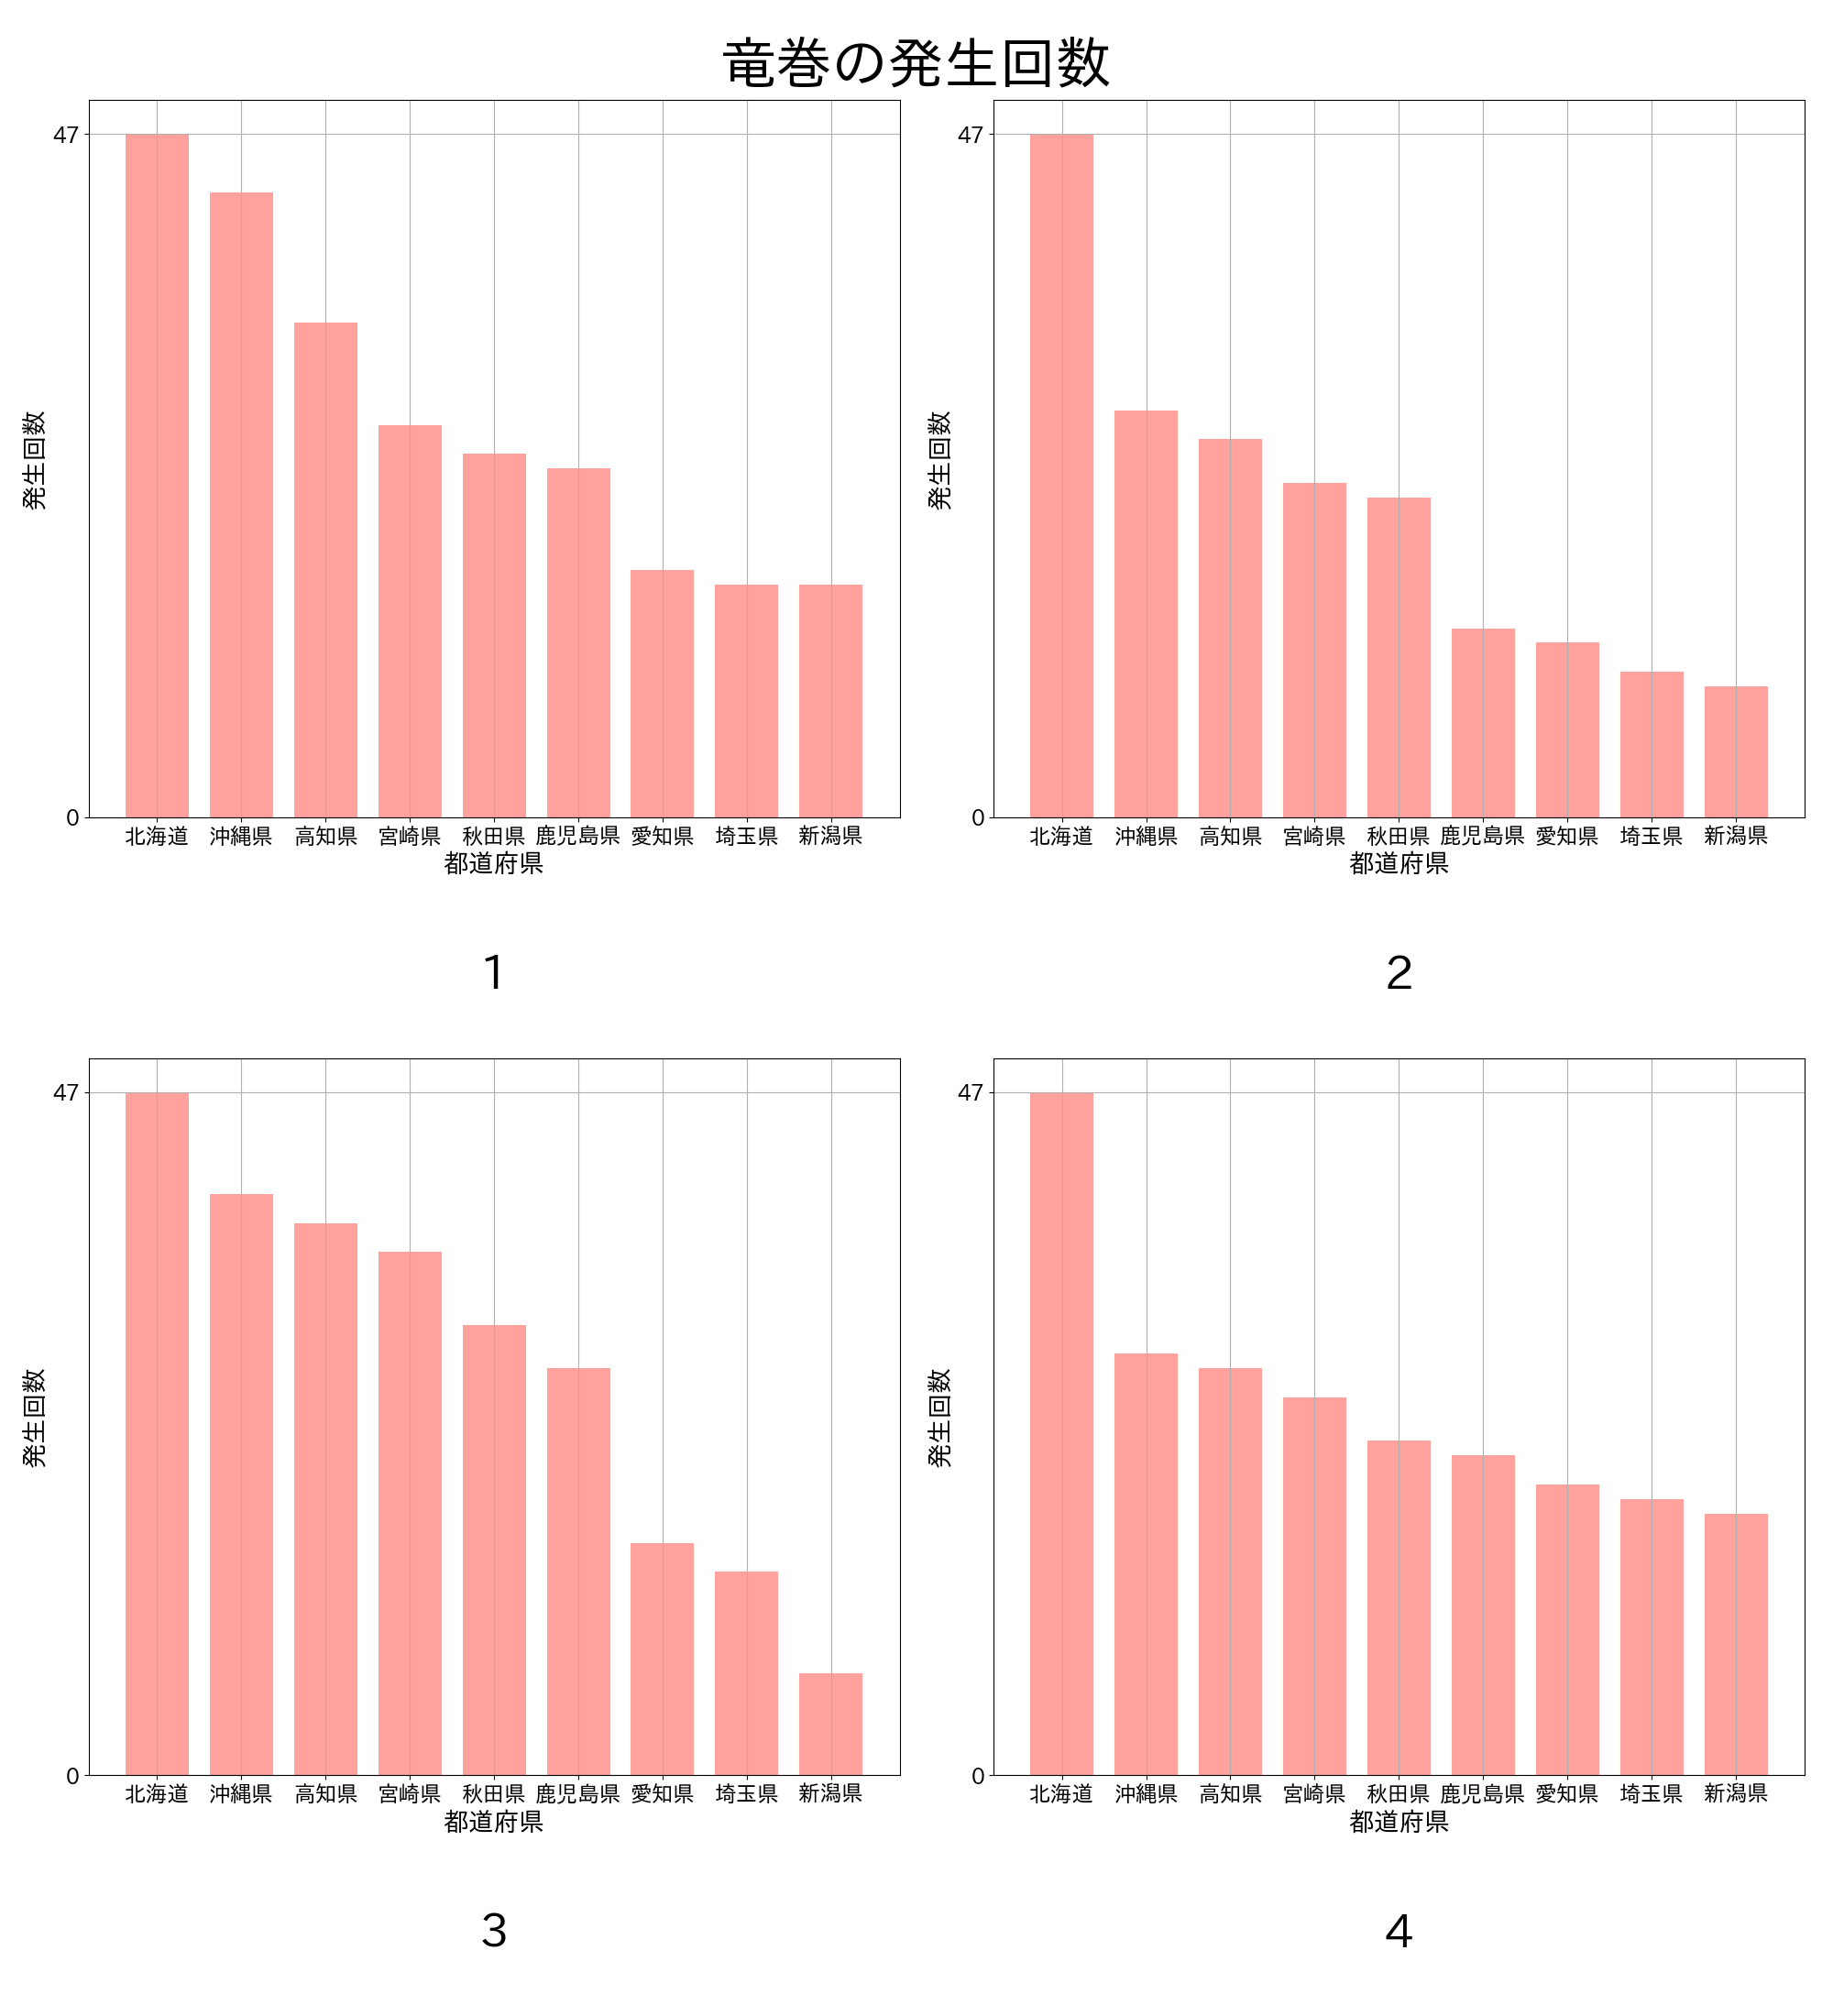 竜巻の発生回数
47
0
発生回数
北海道 沖縄県 高知県 宮崎県 秋田県 鹿児島県 愛知県 埼玉県 新潟県
都道府県
1
47
0
発生回数
北海道 沖縄県 高知県 宮崎県 秋田県 鹿児島県 愛知県 埼玉県 新潟県
都道府県
2
47
0
発生回数
北海道 沖縄県 高知県 宮崎県 秋田県 鹿児島県 愛知県 埼玉県 新潟県
都道府県
3
47
0
発生回数
北海道 沖縄県 高知県 宮崎県 秋田県 鹿児島県 愛知県 埼玉県 新潟県
都道府県
4